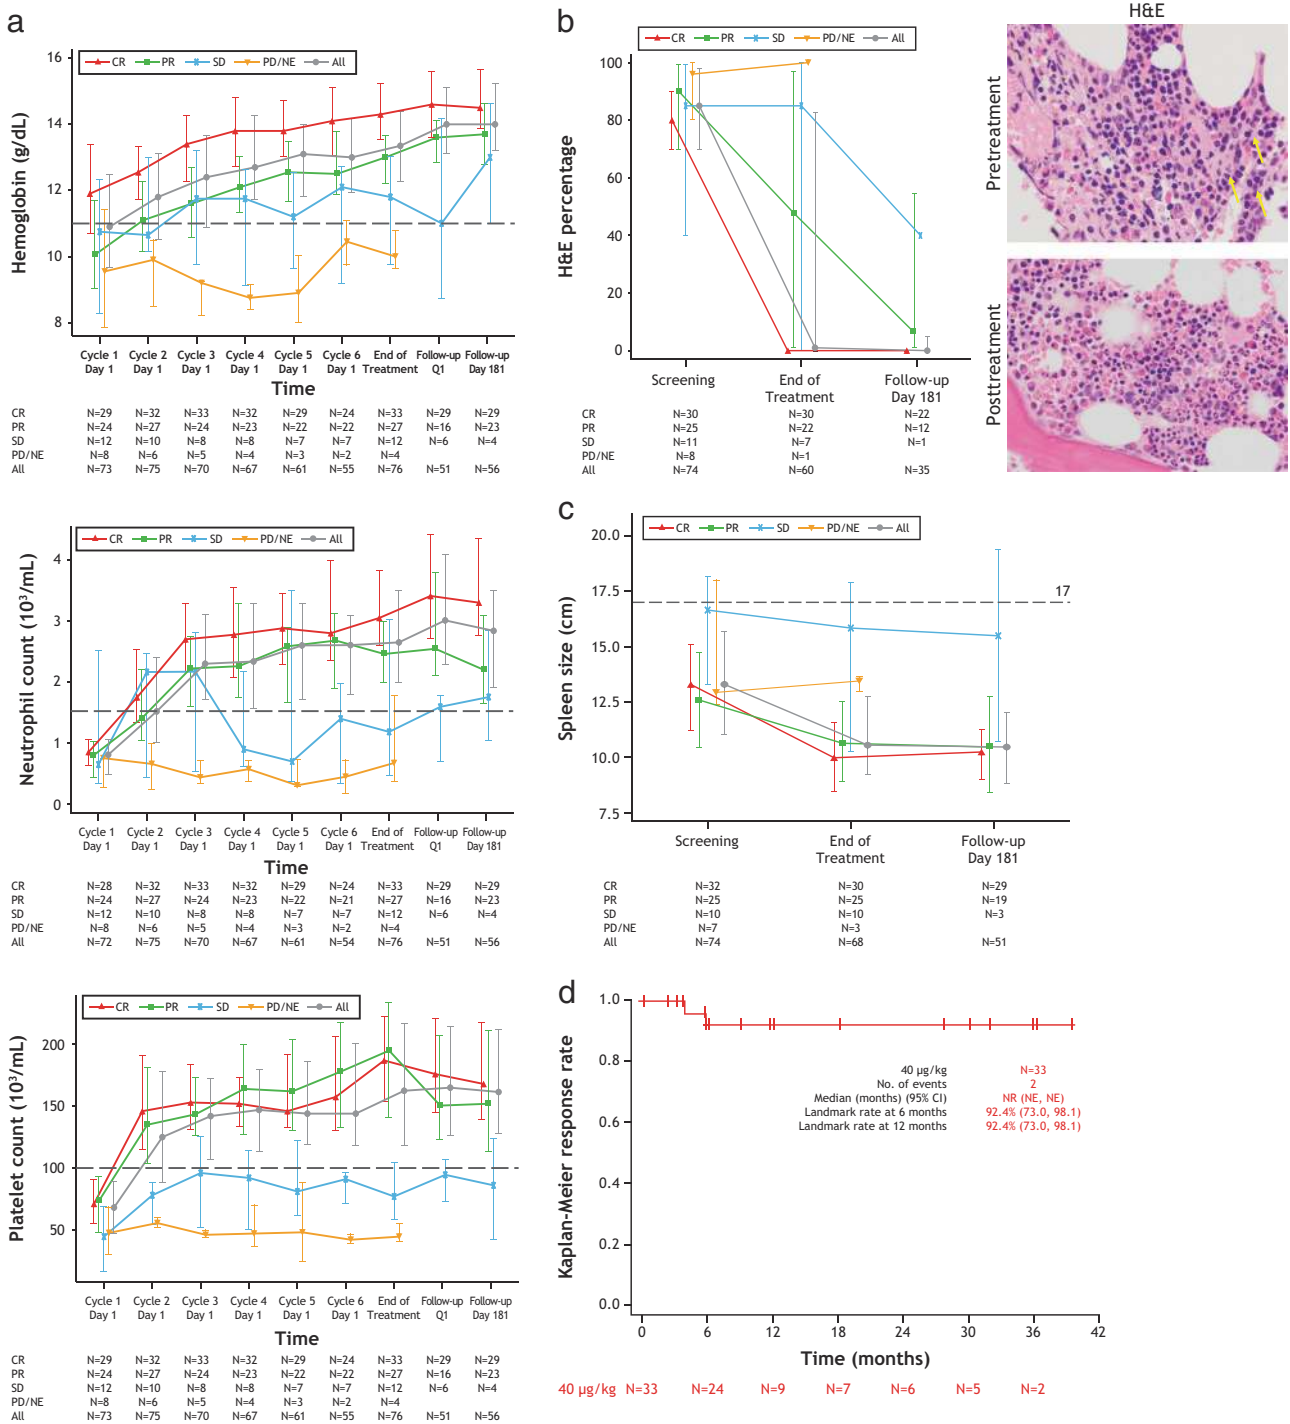 a
Hemoglobin (g/dL)
CR PR SD PD/NE All
16
14
12
10
8
Cycle 1 Day 1 Cycle 2 Day 1 Cycle 3 Day 1 Cycle 4 Day 1 Cycle 5 Day 1 Cycle 6 Day 1 End of Treatment Follow-up Q1 Follow-up Day 181
Time
CR N=29 N=32 N=33 N=32 N=29 N=24 N=33 N=29 N=29
PR N=24 N=27 N=24 N=23 N=22 N=22 N=27 N=16 N=23
SD N=12 N=10 N=8 N=8 N=7 N=7 N=12 N=6 N=4
PD/NE N=8 N=6 N=5 N=4 N=3 N=2 N=4
All N=73 N=75 N=70 N=67 N=61 N=55 N=76 N=51 N=56
Neutrophil count (10³/mL)
CR PR SD PD/NE All
4
3
2
1
0
Cycle 1 Day 1 Cycle 2 Day 1 Cycle 3 Day 1 Cycle 4 Day 1 Cycle 5 Day 1 Cycle 6 Day 1 End of Treatment Follow-up Q1 Follow-up Day 181
Time
CR N=28 N=32 N=33 N=32 N=29 N=24 N=33 N=29 N=29
PR N=24 N=27 N=24 N=23 N=22 N=21 N=27 N=16 N=23
SD N=12 N=10 N=8 N=8 N=7 N=7 N=12 N=6 N=4
PD/NE N=8 N=6 N=5 N=4 N=3 N=2 N=4
All N=72 N=75 N=70 N=67 N=61 N=54 N=76 N=51 N=56
Platelet count (10³/mL)
CR PR SD PD/NE All
200
150
100
50
Cycle 1 Day 1 Cycle 2 Day 1 Cycle 3 Day 1 Cycle 4 Day 1 Cycle 5 Day 1 Cycle 6 Day 1 End of Treatment Follow-up Q1 Follow-up Day 181
Time
CR N=29 N=32 N=33 N=32 N=29 N=24 N=33 N=29 N=29
PR N=24 N=27 N=24 N=23 N=22 N=22 N=27 N=16 N=23
SD N=12 N=10 N=8 N=8 N=7 N=7 N=12 N=6 N=4
PD/NE N=8 N=6 N=5 N=4 N=3 N=2 N=4
All N=73 N=75 N=70 N=67 N=61 N=55 N=76 N=51 N=56
b
H&E percentage
CR PR SD PD/NE All
100
80
60
40
20
0
Screening End of Treatment Follow-up Day 181
CR N=30 N=30 N=22
PR N=25 N=22 N=12
SD N=11 N=7 N=1
PD/NE N=8 N=1
All N=74 N=60 N=35
H&E
Pretreatment
Posttreatment
c
Spleen size (cm)
CR PR SD PD/NE All
20.0
17.5
15.0
12.5
10.0
7.5
17
Screening End of Treatment Follow-up Day 181
CR N=32 N=30 N=29
PR N=25 N=25 N=19
SD N=10 N=10 N=3
PD/NE N=7 N=3
All N=74 N=68 N=51
d
Kaplan-Meier response rate
1.0
0.8
0.6
0.4
0.2
0.0
40 µg/kg N=33
No. of events 2
Median (months) (95% CI) NR (NE, NE)
Landmark rate at 6 months 92.4% (73.0, 98.1)
Landmark rate at 12 months 92.4% (73.0, 98.1)
0 6 12 18 24 30 36 42
Time (months)
40 µg/kg N=33 N=24 N=9 N=7 N=6 N=5 N=2